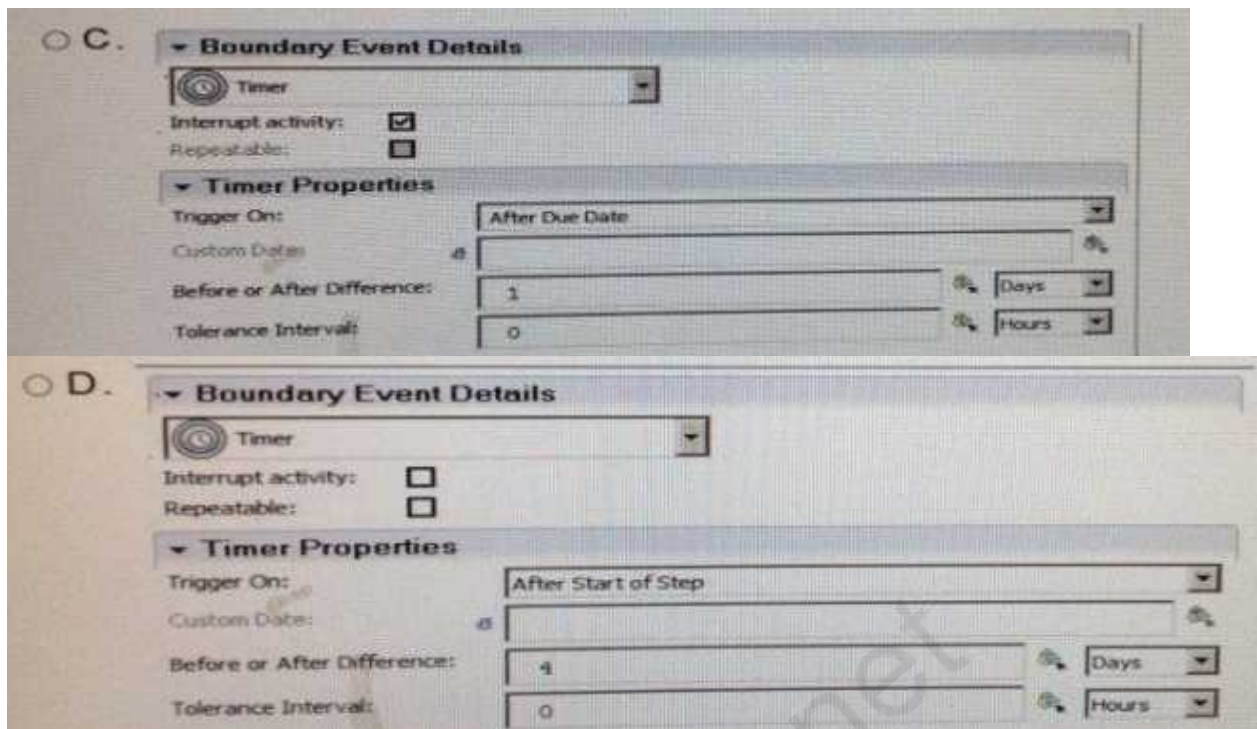 C.
Boundary Event Details
Timer
Interrupt activity:
Repeatable:
Timer Properties
Trigger On: After Due Date
Custom Date:
Before or After Difference: 1 Days
Tolerance Interval: 0 Hours
D.
Boundary Event Details
Timer
Interrupt activity:
Repeatable:
Timer Properties
Trigger On: After Start of Step
Custom Date:
Before or After Difference: 4 Days
Tolerance Interval: 0 Hours
net